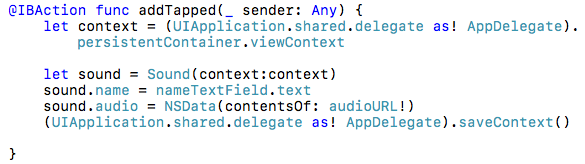 @IBAction func addTapped(_ sender: Any) {
let context = (UIApplication.shared.delegate as! AppDelegate).
persistentContainer.viewContext
let sound = Sound(context:context)
sound.name = nameTextField.text
sound.audio = NSData(contentsOf: audioURL!)
(UIApplication.shared.delegate as! AppDelegate).saveContext()
}